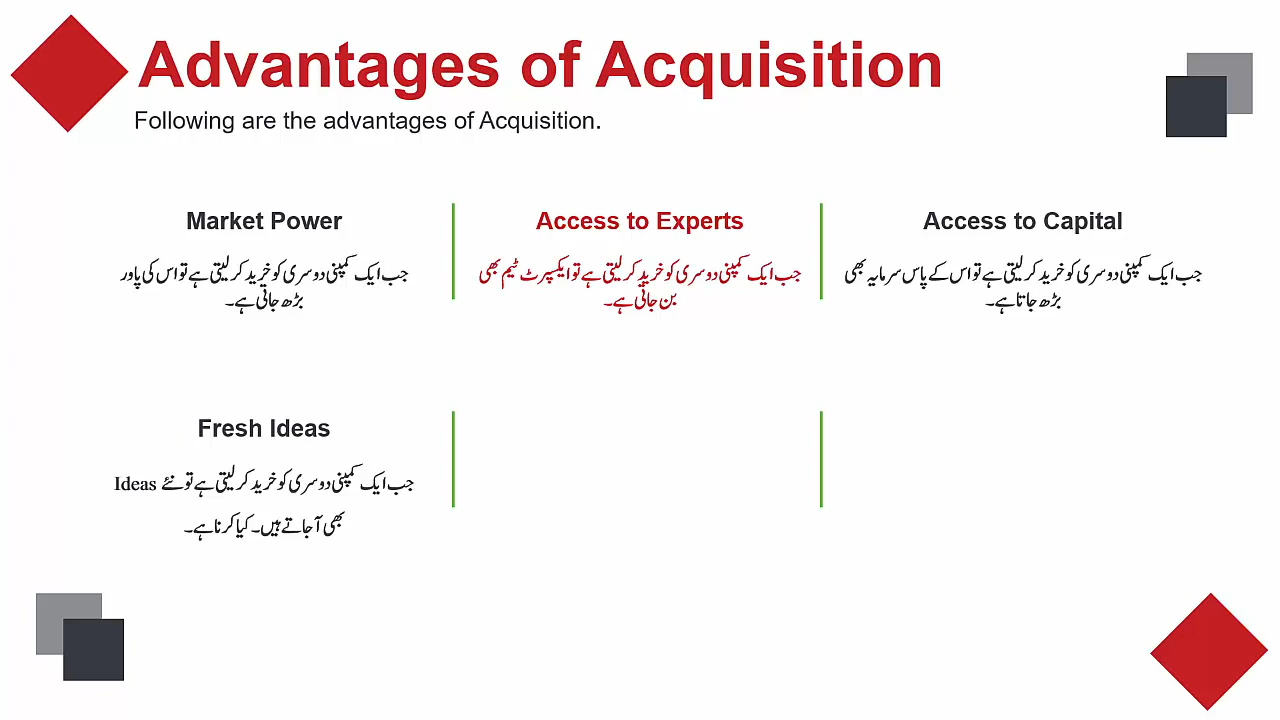 Advantages of Acquisition
Following are the advantages of Acquisition.
Market Power
جب ایک کمپنی دوسری کو خرید کر لیتی ہے تو اس کی پاور
بڑھ جاتی ہے۔
Access to Experts
جب ایک کمپنی دوسری کو خرید کر لیتی ہے تو ایکسپرٹ ٹیم بھی
بن جاتی ہے۔
Access to Capital
جب ایک کمپنی دوسری کو خرید کر لیتی ہے تو اس کے پاس سرمایہ بھی
بڑھ جاتا ہے۔
Fresh Ideas
جب ایک کمپنی دوسری کو خرید کر لیتی ہے تو نئے Ideas
بھی آ جاتے ہیں۔ کیا کرنا ہے۔